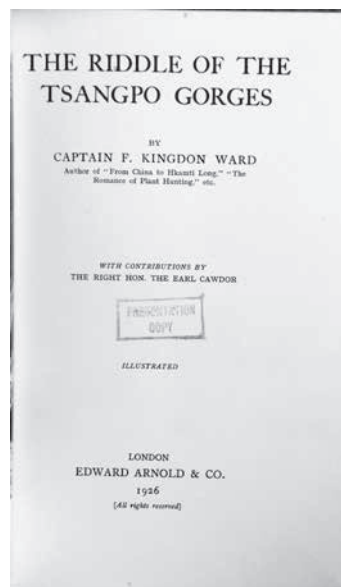 THE RIDDLE OF THE
TSANGPO GORGES
BY
CAPTAIN F. KINGDON WARD
Author of "From China to Hkamti Long," "The
Romance of Plant Hunting," etc.
WITH CONTRIBUTIONS BY
THE RIGHT HON. THE EARL CAWDOR
PRESENTATION
COPY
ILLUSTRATED
LONDON
EDWARD ARNOLD & CO.
1926
[All rights reserved]